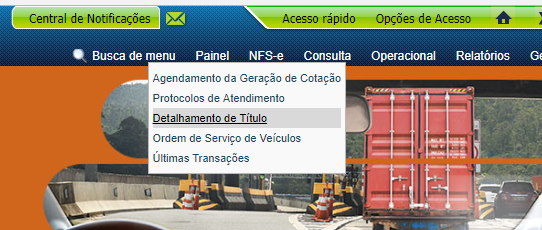 Central de Notificações
Acesso rápido Opções de Acesso
Busca de menu Painel NFS-e Consulta Operacional Relatórios
Agendamento da Geração de Cotação
Protocolos de Atendimento
Detalhamento de Título
Ordem de Serviço de Veículos
Últimas Transações